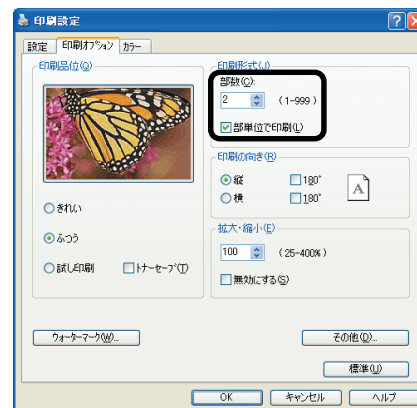 印刷設定
設定 印刷オプション カラー
印刷品位(Q)
きれい
ふつう
試し印刷 トナーセーブ(T)
印刷形式(J)
部数(C):
2 (1-999)
部単位で印刷(L)
印刷の向き(R)
縦 180°
横 180°
A
拡大・縮小(E)
100 (25-400%)
無効にする(S)
ウォーターマーク(W)... その他(D)...
標準(U)
OK キャンセル ヘルプ